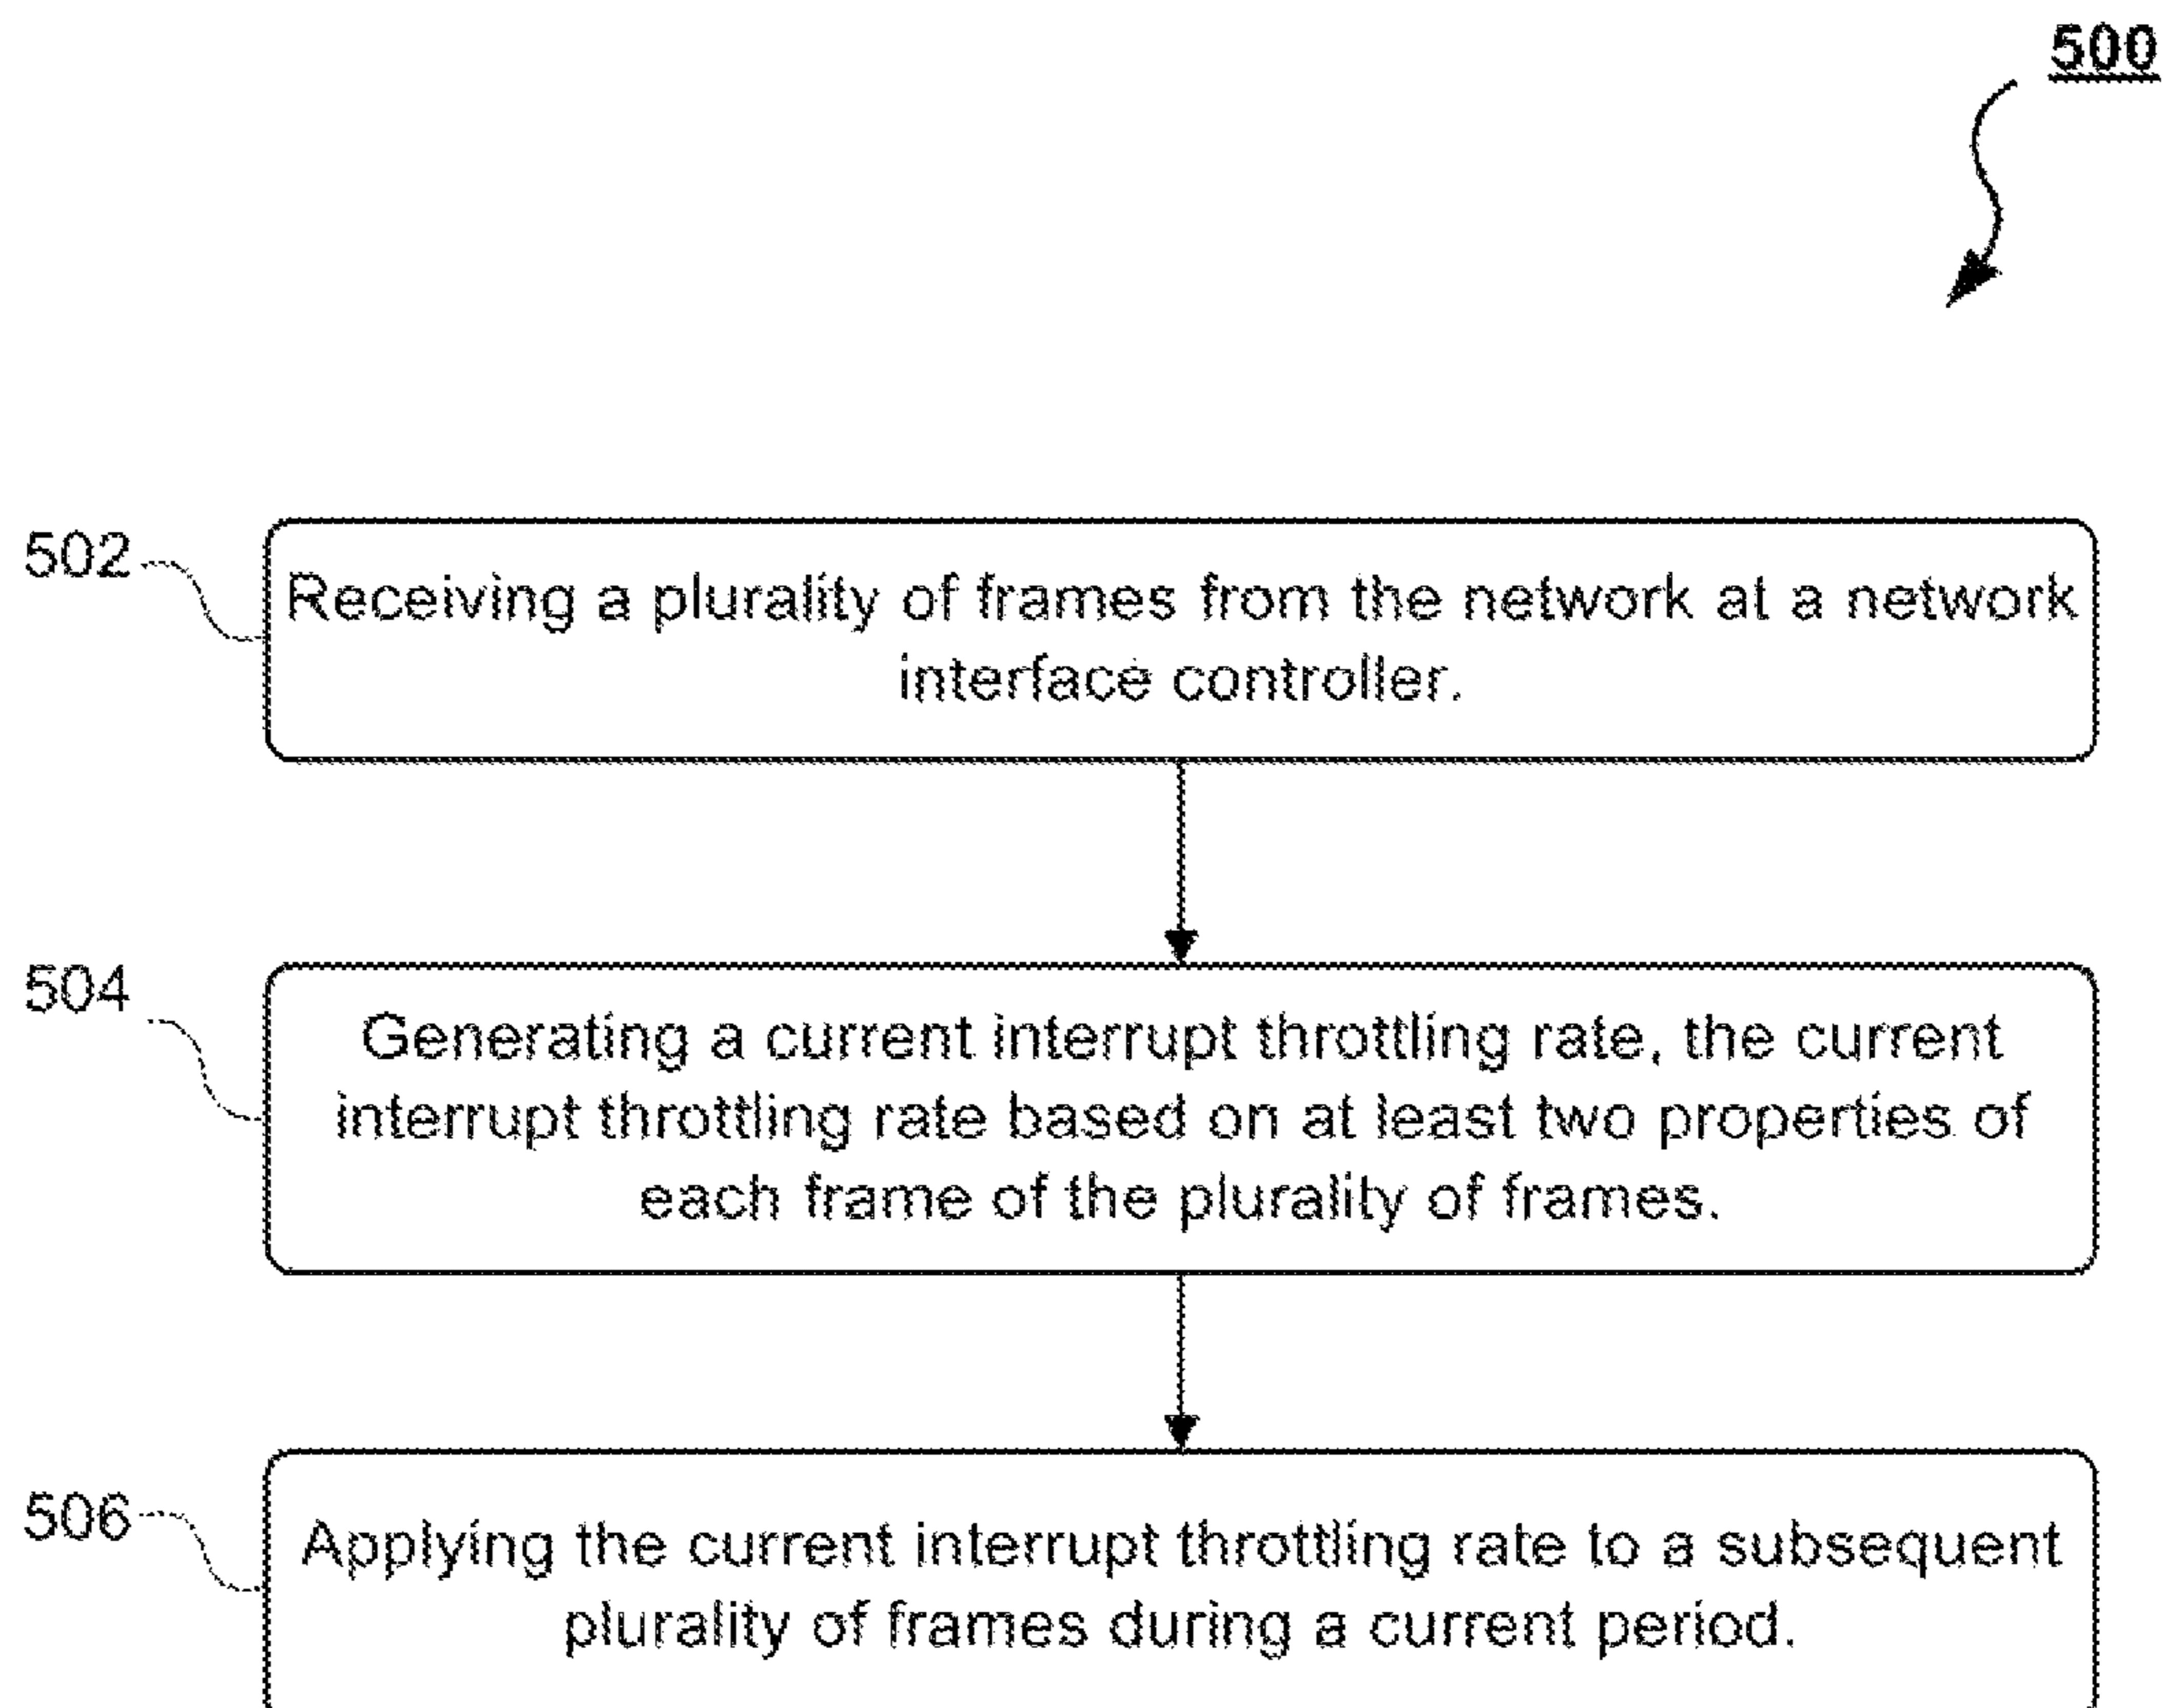 500
502
Receiving a plurality of frames from the network at a network
interface controller.
504
Generating a current interrupt throttling rate, the current
interrupt throttling rate based on at least two properties of
each frame of the plurality of frames.
506
Applying the current interrupt throttling rate to a subsequent
plurality of frames during a current period.